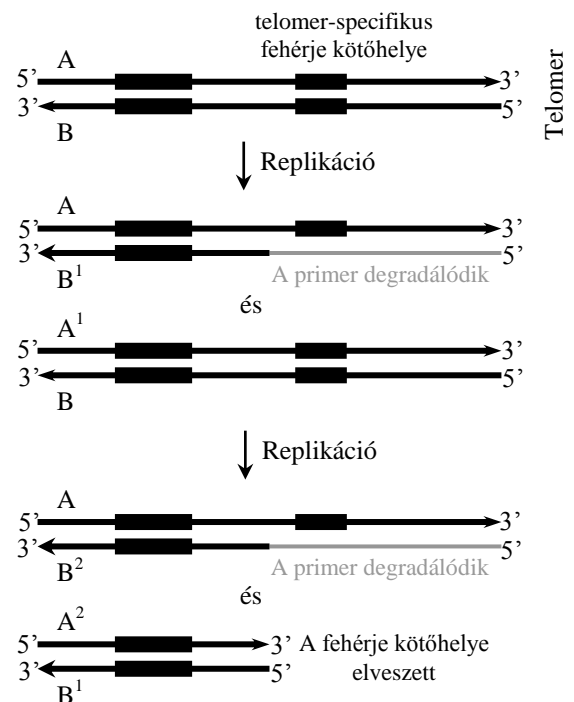 telomer-specifikus
fehérje kötőhelye
A
5’ 3’
3’ 5’
B
Telomer
Replikáció
A
5’ 3’
3’ 5’
B1 A primer degradálódik
és
A1
5’ 3’
3’ 5’
B
Replikáció
A
5’ 3’
3’ 5’
B2 A primer degradálódik
és
A2
5’ 3’ A fehérje kötőhelye
3’ 5’ elveszett
B1